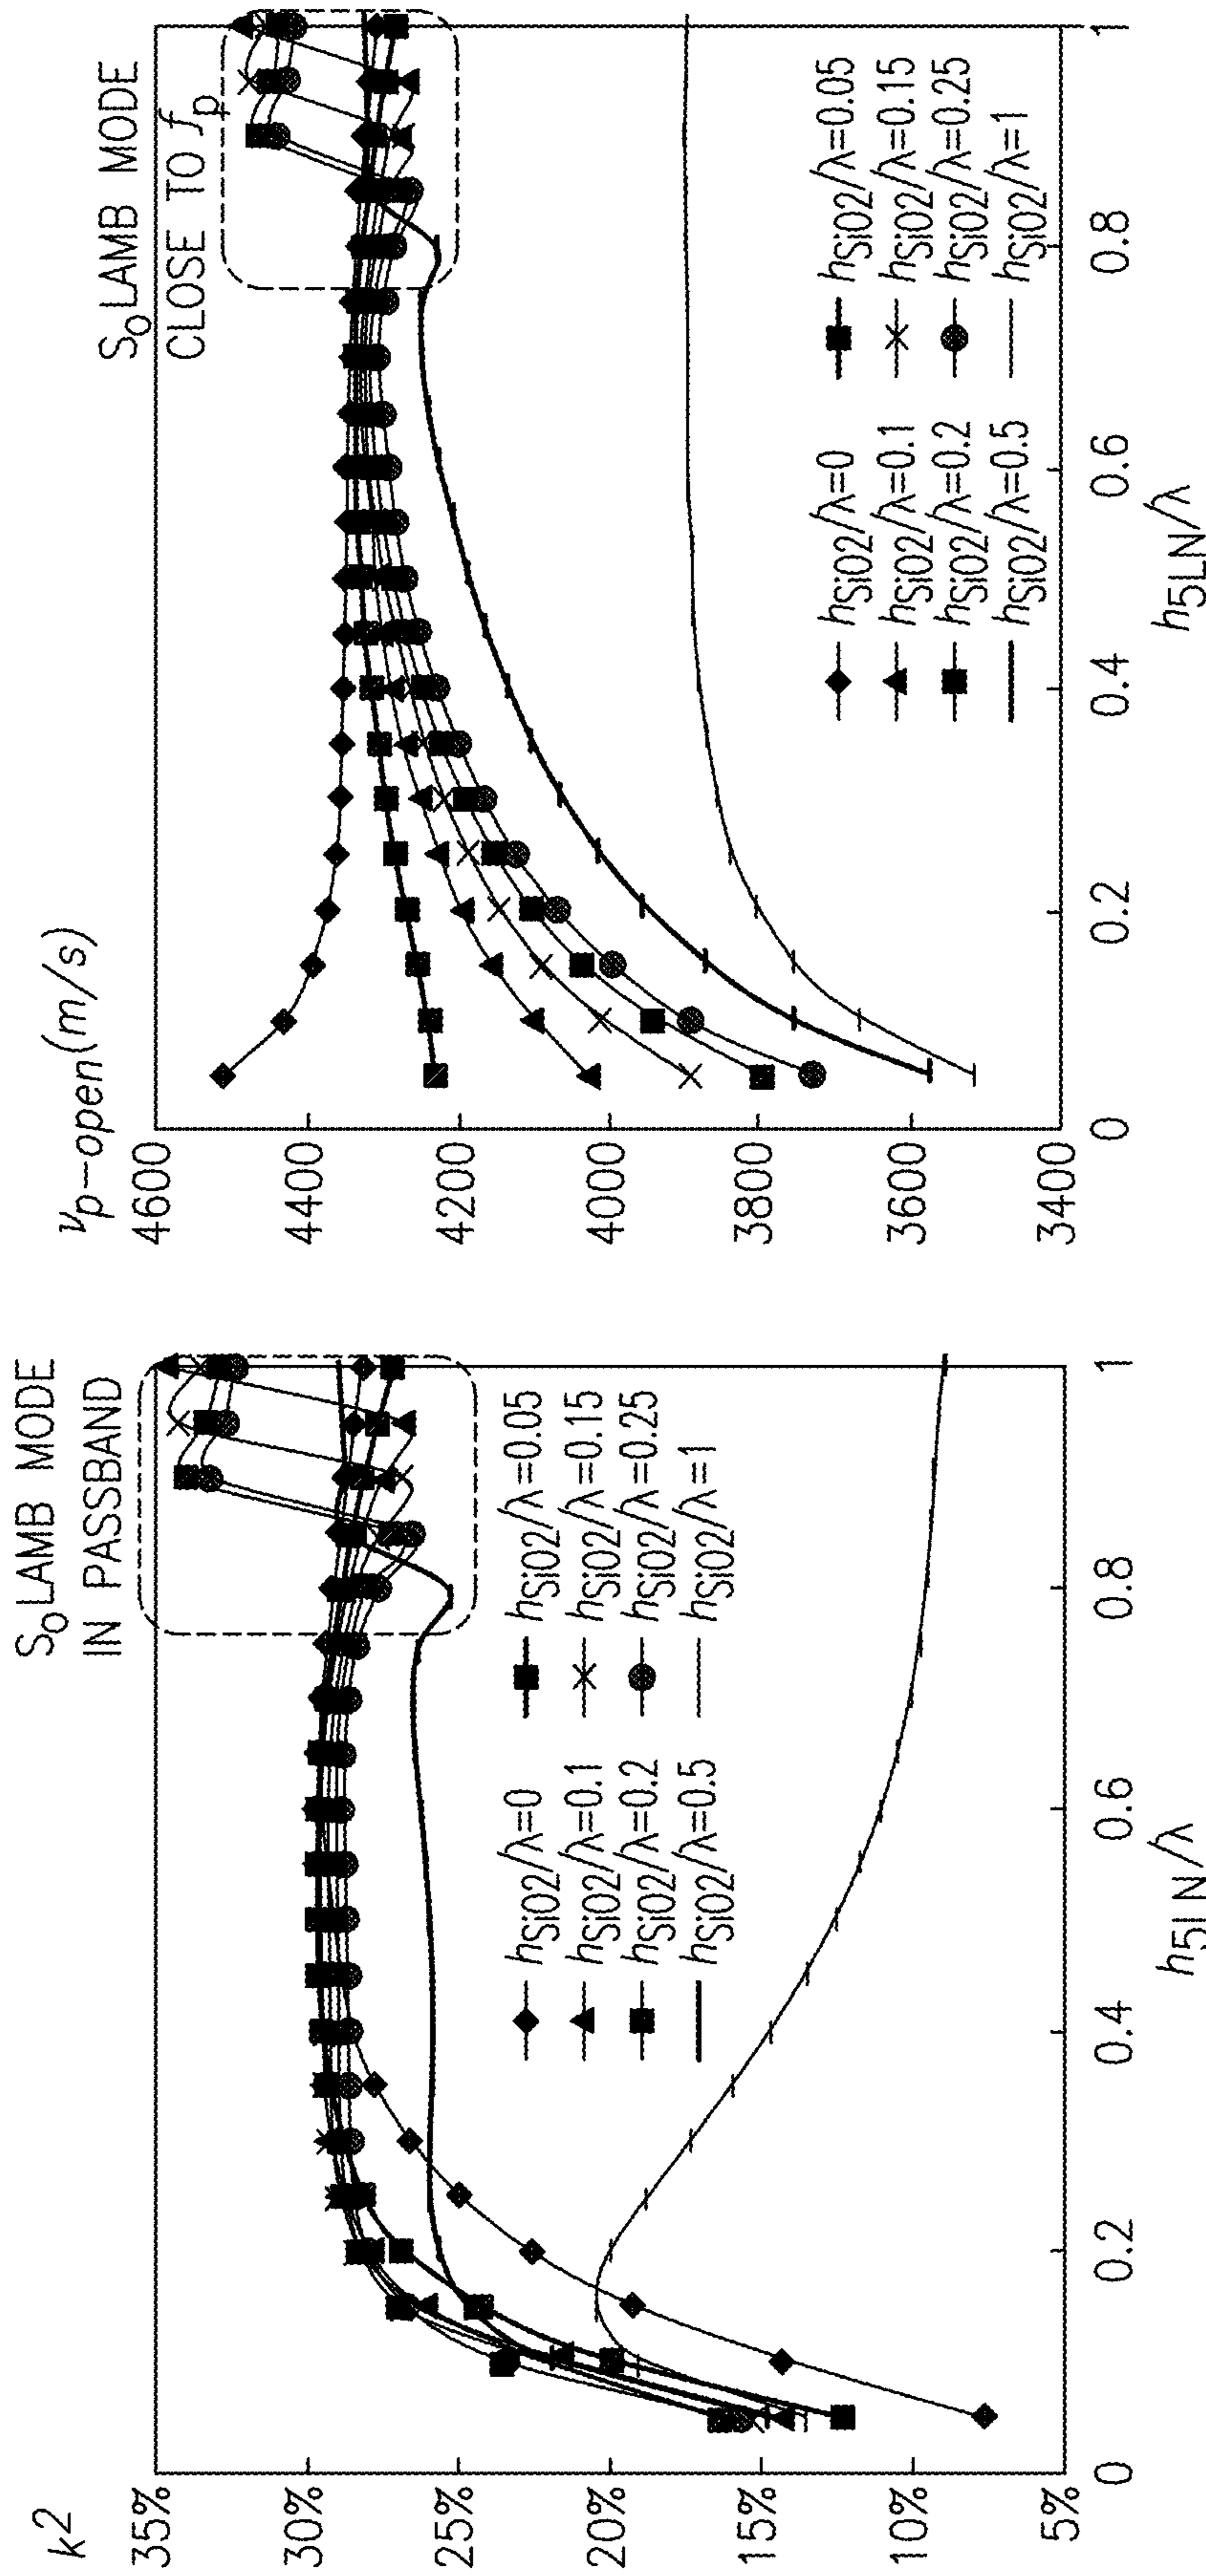 S0 LAMB MODE
IN PASSBAND
k2
35%
30%
25%
20%
15%
10%
5%
0
0.2
0.4
0.6
0.8
1
h5LN/λ
hSiO2/λ=0
hSiO2/λ=0.05
hSiO2/λ=0.1
hSiO2/λ=0.15
hSiO2/λ=0.2
hSiO2/λ=0.25
hSiO2/λ=0.5
hSiO2/λ=1
S0 LAMB MODE
CLOSE TO fp
νp-open(m/s)
4600
4400
4200
4000
3800
3600
3400
0
0.2
0.4
0.6
0.8
1
h5LN/λ
hSiO2/λ=0
hSiO2/λ=0.05
hSiO2/λ=0.1
hSiO2/λ=0.15
hSiO2/λ=0.2
hSiO2/λ=0.25
hSiO2/λ=0.5
hSiO2/λ=1